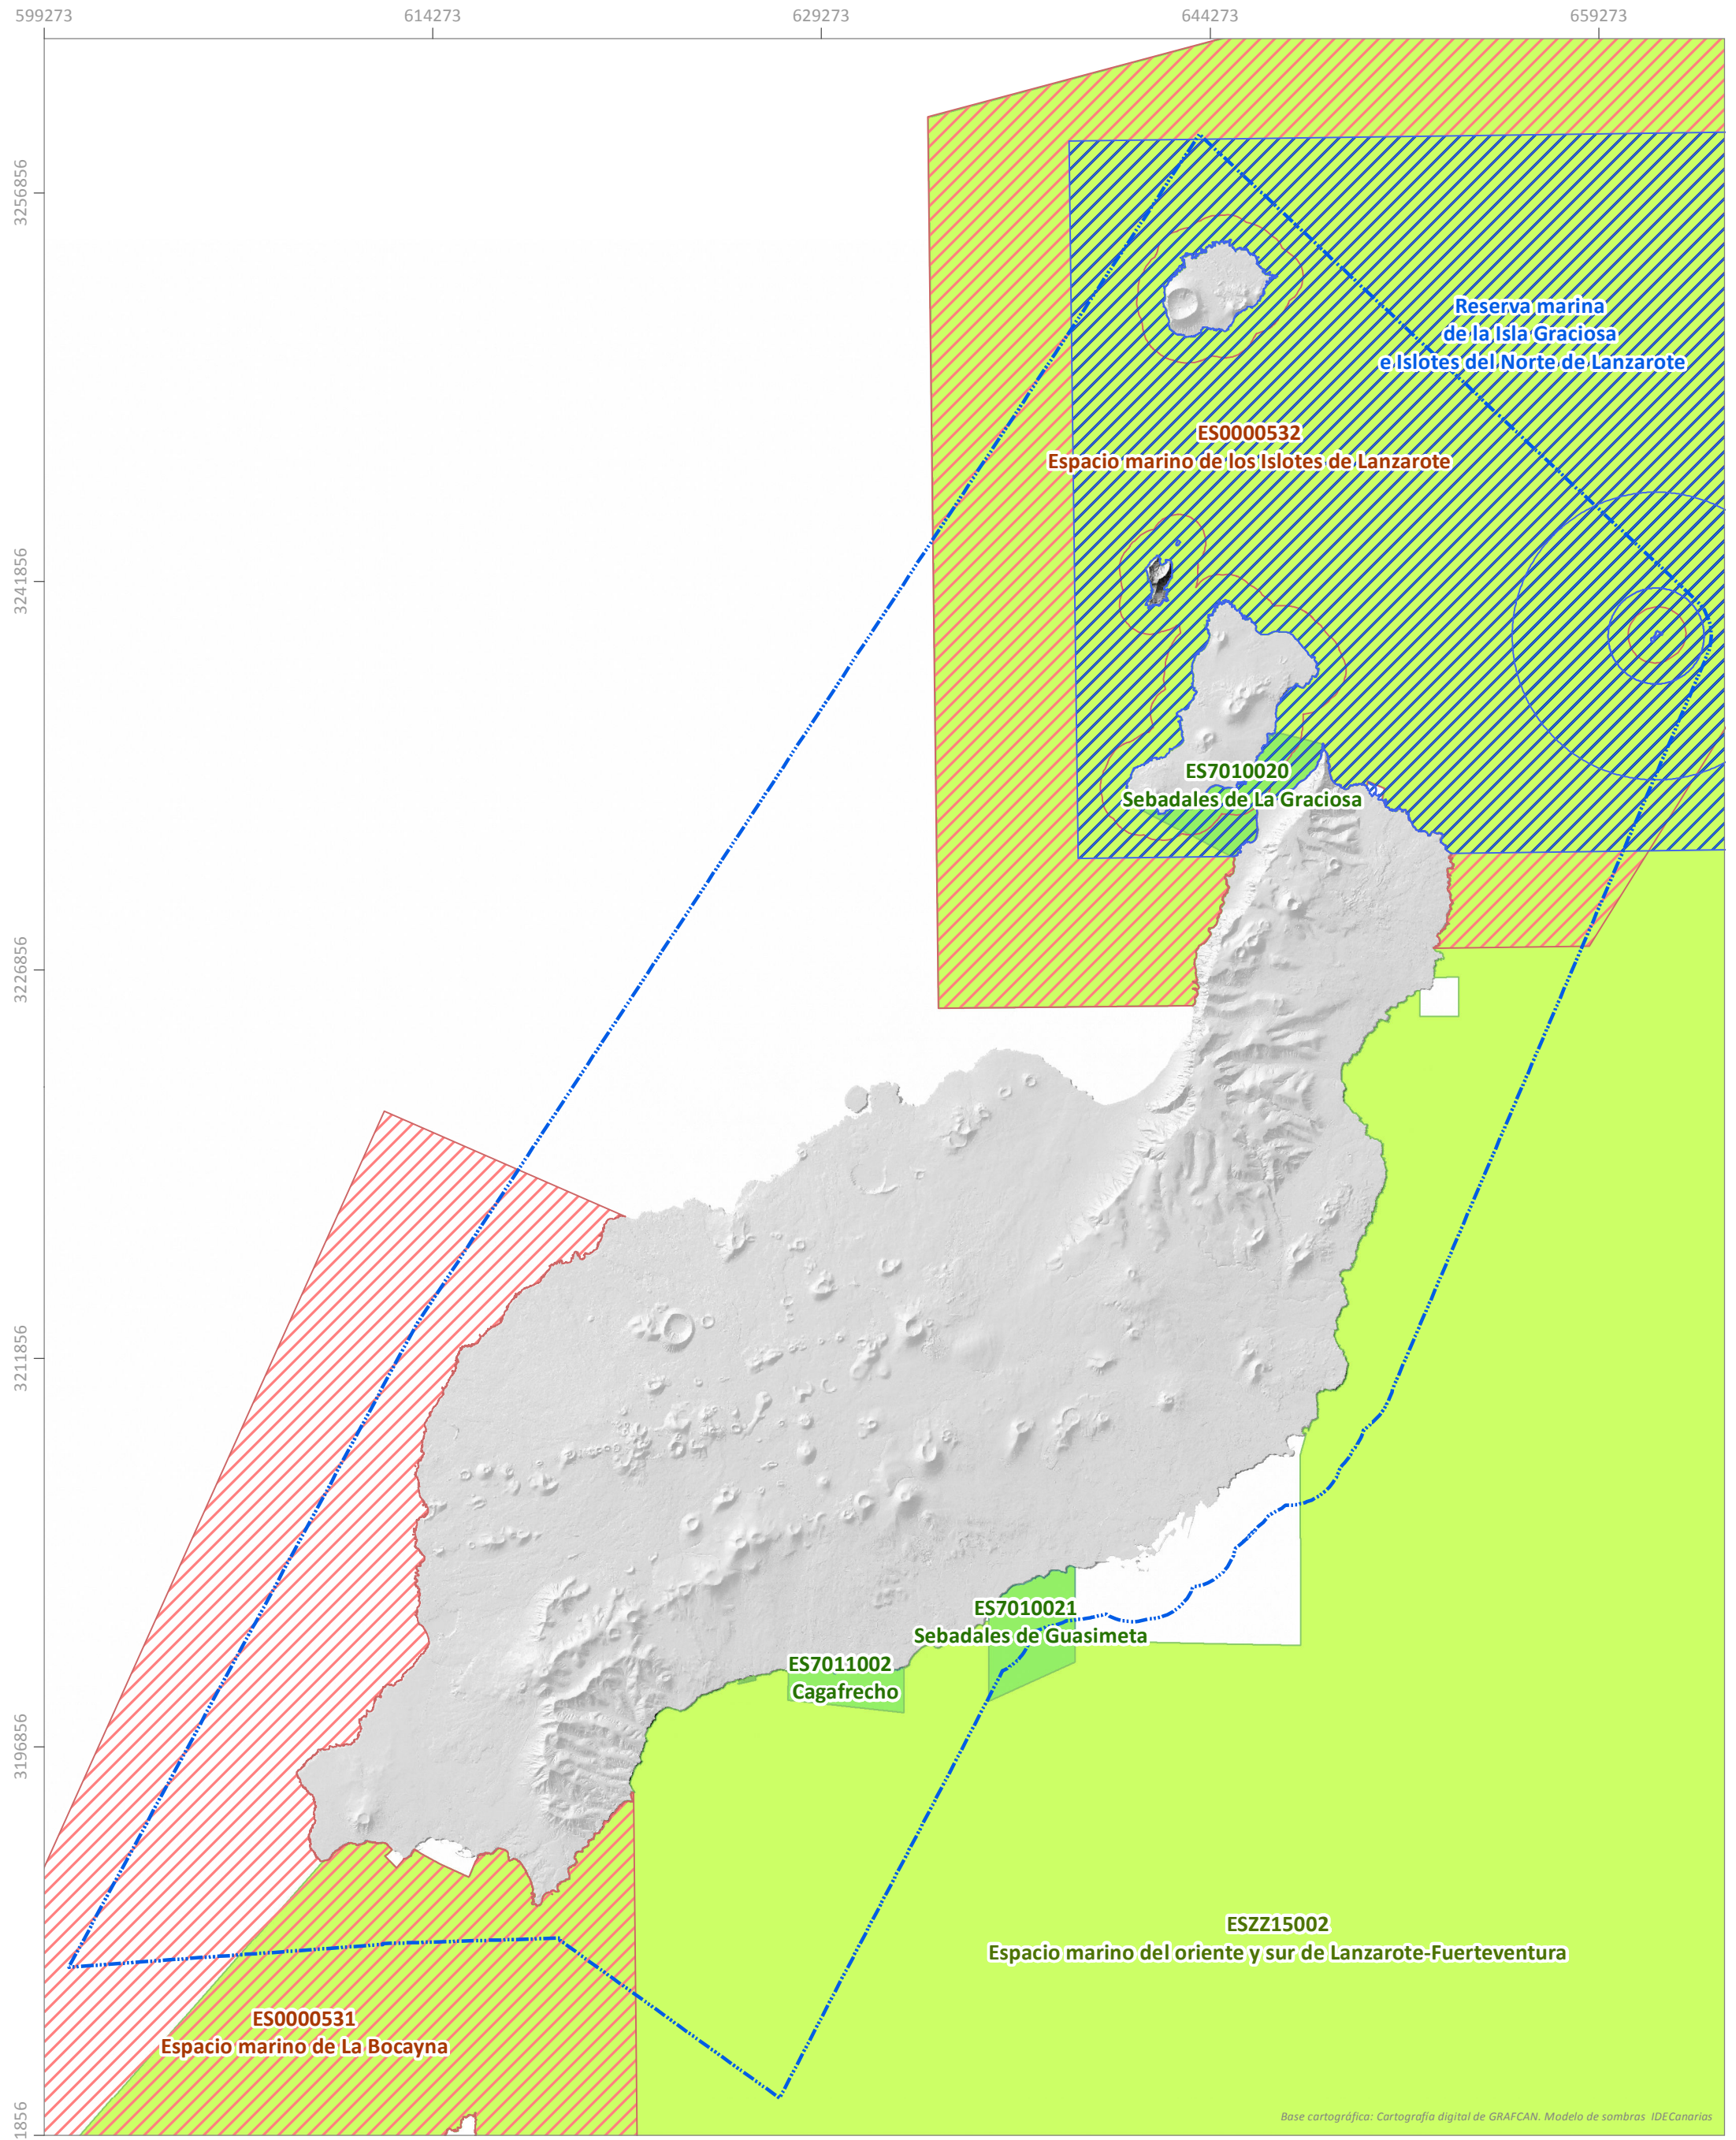 599273
614273
629273
644273
659273
3256856
Reserva marina
de la Isla Graciosa
e Islotes del Norte de Lanzarote
ES0000532
Espacio marino de los Islotes de Lanzarote
3241856
ES7010020
Sebadales de La Graciosa
3226856
3211856
ES7010021
Sebadales de Guasimeta
ES7011002
Cagafrecho
3196856
ESZZ15002
Espacio marino del oriente y sur de Lanzarote-Fuerteventura
ES0000531
Espacio marino de La Bocayna
1856
Base cartográfica: Cartografía digital de GRAFCAN. Modelo de sombras IDECanarias